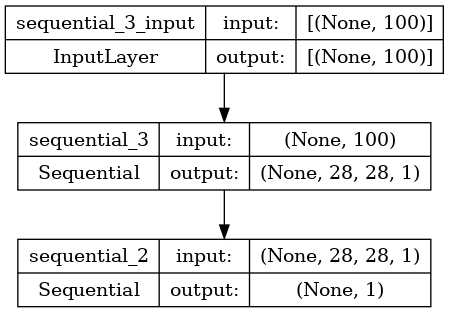 sequential_3_input input: [(None, 100)]
InputLayer output: [(None, 100)]
sequential_3 input: (None, 100)
Sequential output: (None, 28, 28, 1)
sequential_2 input: (None, 28, 28, 1)
Sequential output: (None, 1)